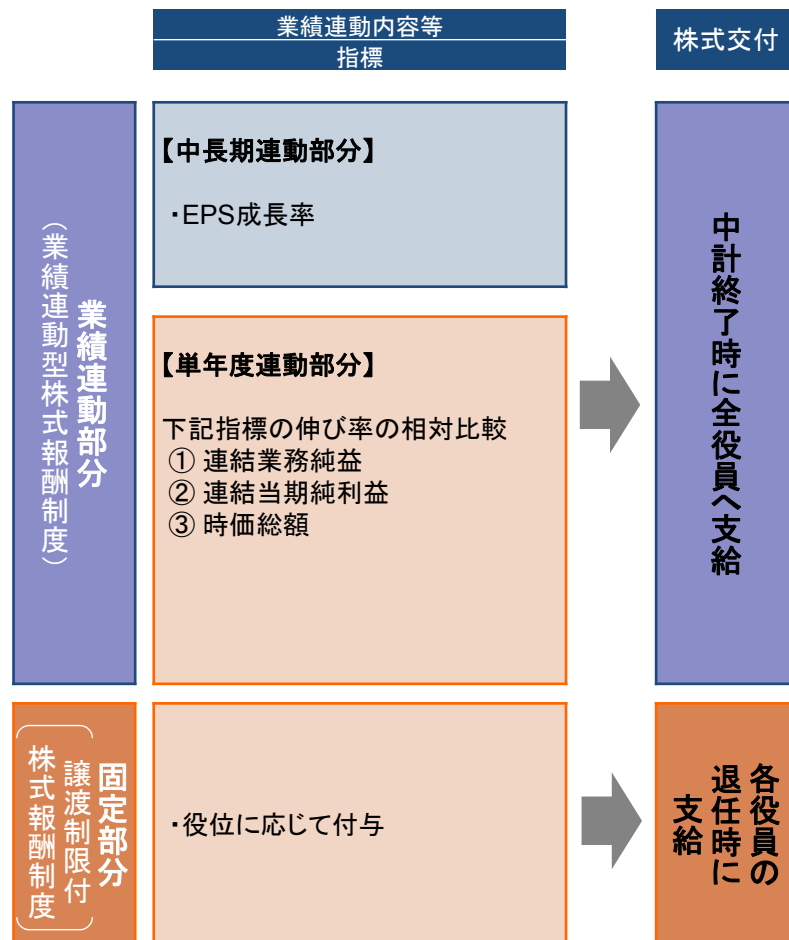 業績連動内容等
指標
株式交付
業績連動部分
（業績連動型株式報酬制度）
【中長期連動部分】
・EPS成長率
【単年度連動部分】
下記指標の伸び率の相対比較
① 連結業務純益
② 連結当期純利益
③ 時価総額
中計終了時に全役員へ支給
固定部分
譲渡制限付
株式報酬制度
・役位に応じて付与
各役員の
退任時に
支給